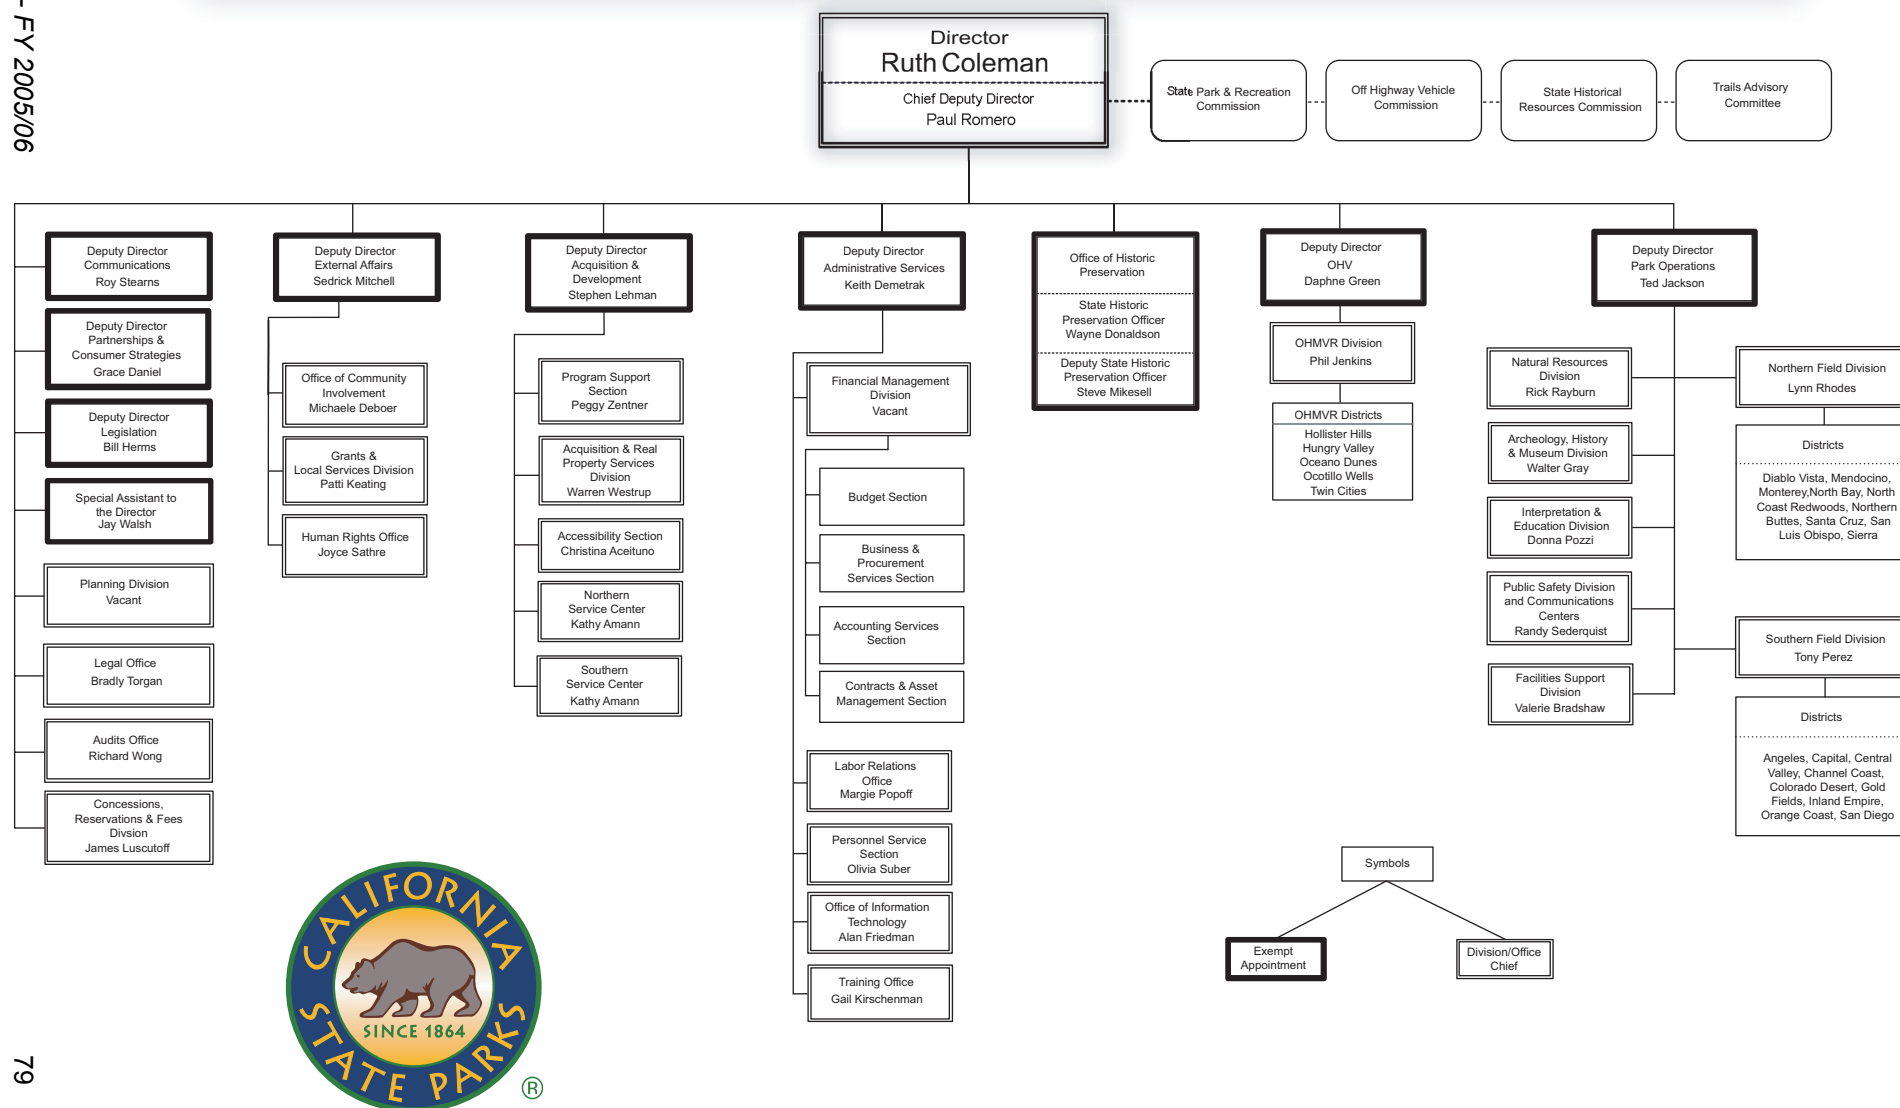 – FY 2005/06
79
Director
Ruth Coleman
Chief Deputy Director
Paul Romero
State Park & Recreation
Commission
Off Highway Vehicle
Commission
State Historical
Resources Commission
Trails Advisory
Committee
Deputy Director
Communications
Roy Stearns
Deputy Director
Partnerships &
Consumer Strategies
Grace Daniel
Deputy Director
Legislation
Bill Herms
Special Assistant to
the Director
Jay Walsh
Planning Division
Vacant
Legal Office
Bradly Torgan
Audits Office
Richard Wong
Concessions,
Reservations & Fees
Divsion
James Luscutoff
Deputy Director
External Affairs
Sedrick Mitchell
Office of Community
Involvement
Michaele Deboer
Grants &
Local Services Division
Patti Keating
Human Rights Office
Joyce Sathre
Deputy Director
Acquisition &
Development
Stephen Lehman
Program Support
Section
Peggy Zentner
Acquisition & Real
Property Services
Division
Warren Westrup
Accessibility Section
Christina Aceituno
Northern
Service Center
Kathy Amann
Southern
Service Center
Kathy Amann
Deputy Director
Administrative Services
Keith Demetrak
Financial Management
Division
Vacant
Budget Section
Business &
Procurement
Services Section
Accounting Services
Section
Contracts & Asset
Management Section
Labor Relations
Office
Margie Popoff
Personnel Service
Section
Olivia Suber
Office of Information
Technology
Alan Friedman
Training Office
Gail Kirschenman
Office of Historic
Preservation
State Historic
Preservation Officer
Wayne Donaldson
Deputy State Historic
Preservation Officer
Steve Mikesell
Deputy Director
OHV
Daphne Green
OHMVR Division
Phil Jenkins
OHMVR Districts
Hollister Hills
Hungry Valley
Oceano Dunes
Ocotillo Wells
Twin Cities
Deputy Director
Park Operations
Ted Jackson
Natural Resources
Division
Rick Rayburn
Archeology, History
& Museum Division
Walter Gray
Interpretation &
Education Division
Donna Pozzi
Public Safety Division
and Communications
Centers
Randy Sederquist
Facilities Support
Division
Valerie Bradshaw
Northern Field Division
Lynn Rhodes
Districts
Diablo Vista, Mendocino,
Monterey,North Bay, North
Coast Redwoods, Northern
Buttes, Santa Cruz, San
Luis Obispo, Sierra
Southern Field Division
Tony Perez
Districts
Angeles, Capital, Central
Valley, Channel Coast,
Colorado Desert, Gold
Fields, Inland Empire,
Orange Coast, San Diego
Symbols
Exempt
Appointment
Division/Office
Chief
CALIFORNIA
SINCE 1864
STATE PARKS
®